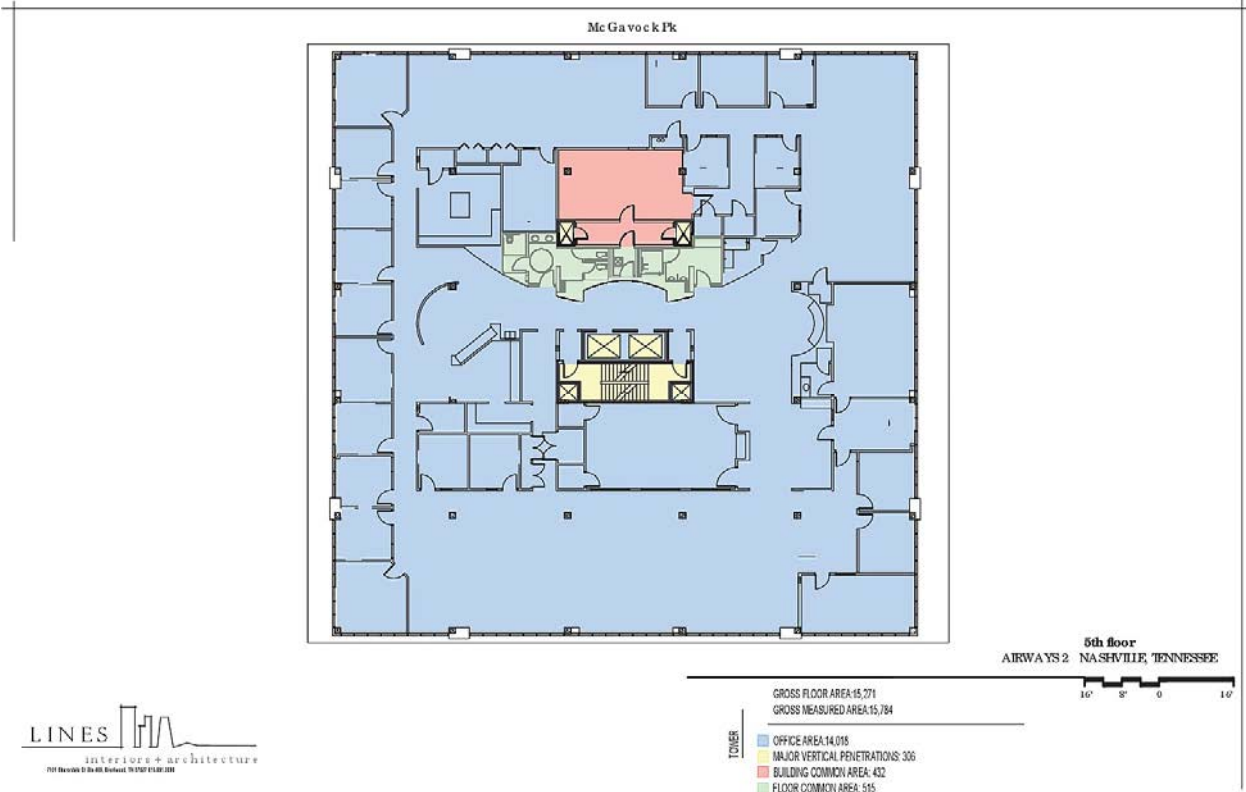 McGavock Pk
5th floor
AIRWAYS 2 NASHVILLE, TENNESSEE
16' 8' 0 16'
GROSS FLOOR AREA:15,271
GROSS MEASURED AREA:15,784
TOWER
OFFICE AREA:14,018
MAJOR VERTICAL PENETRATIONS: 306
BUILDING COMMON AREA: 432
FLOOR COMMON AREA: 515
LINES
interiors + architecture